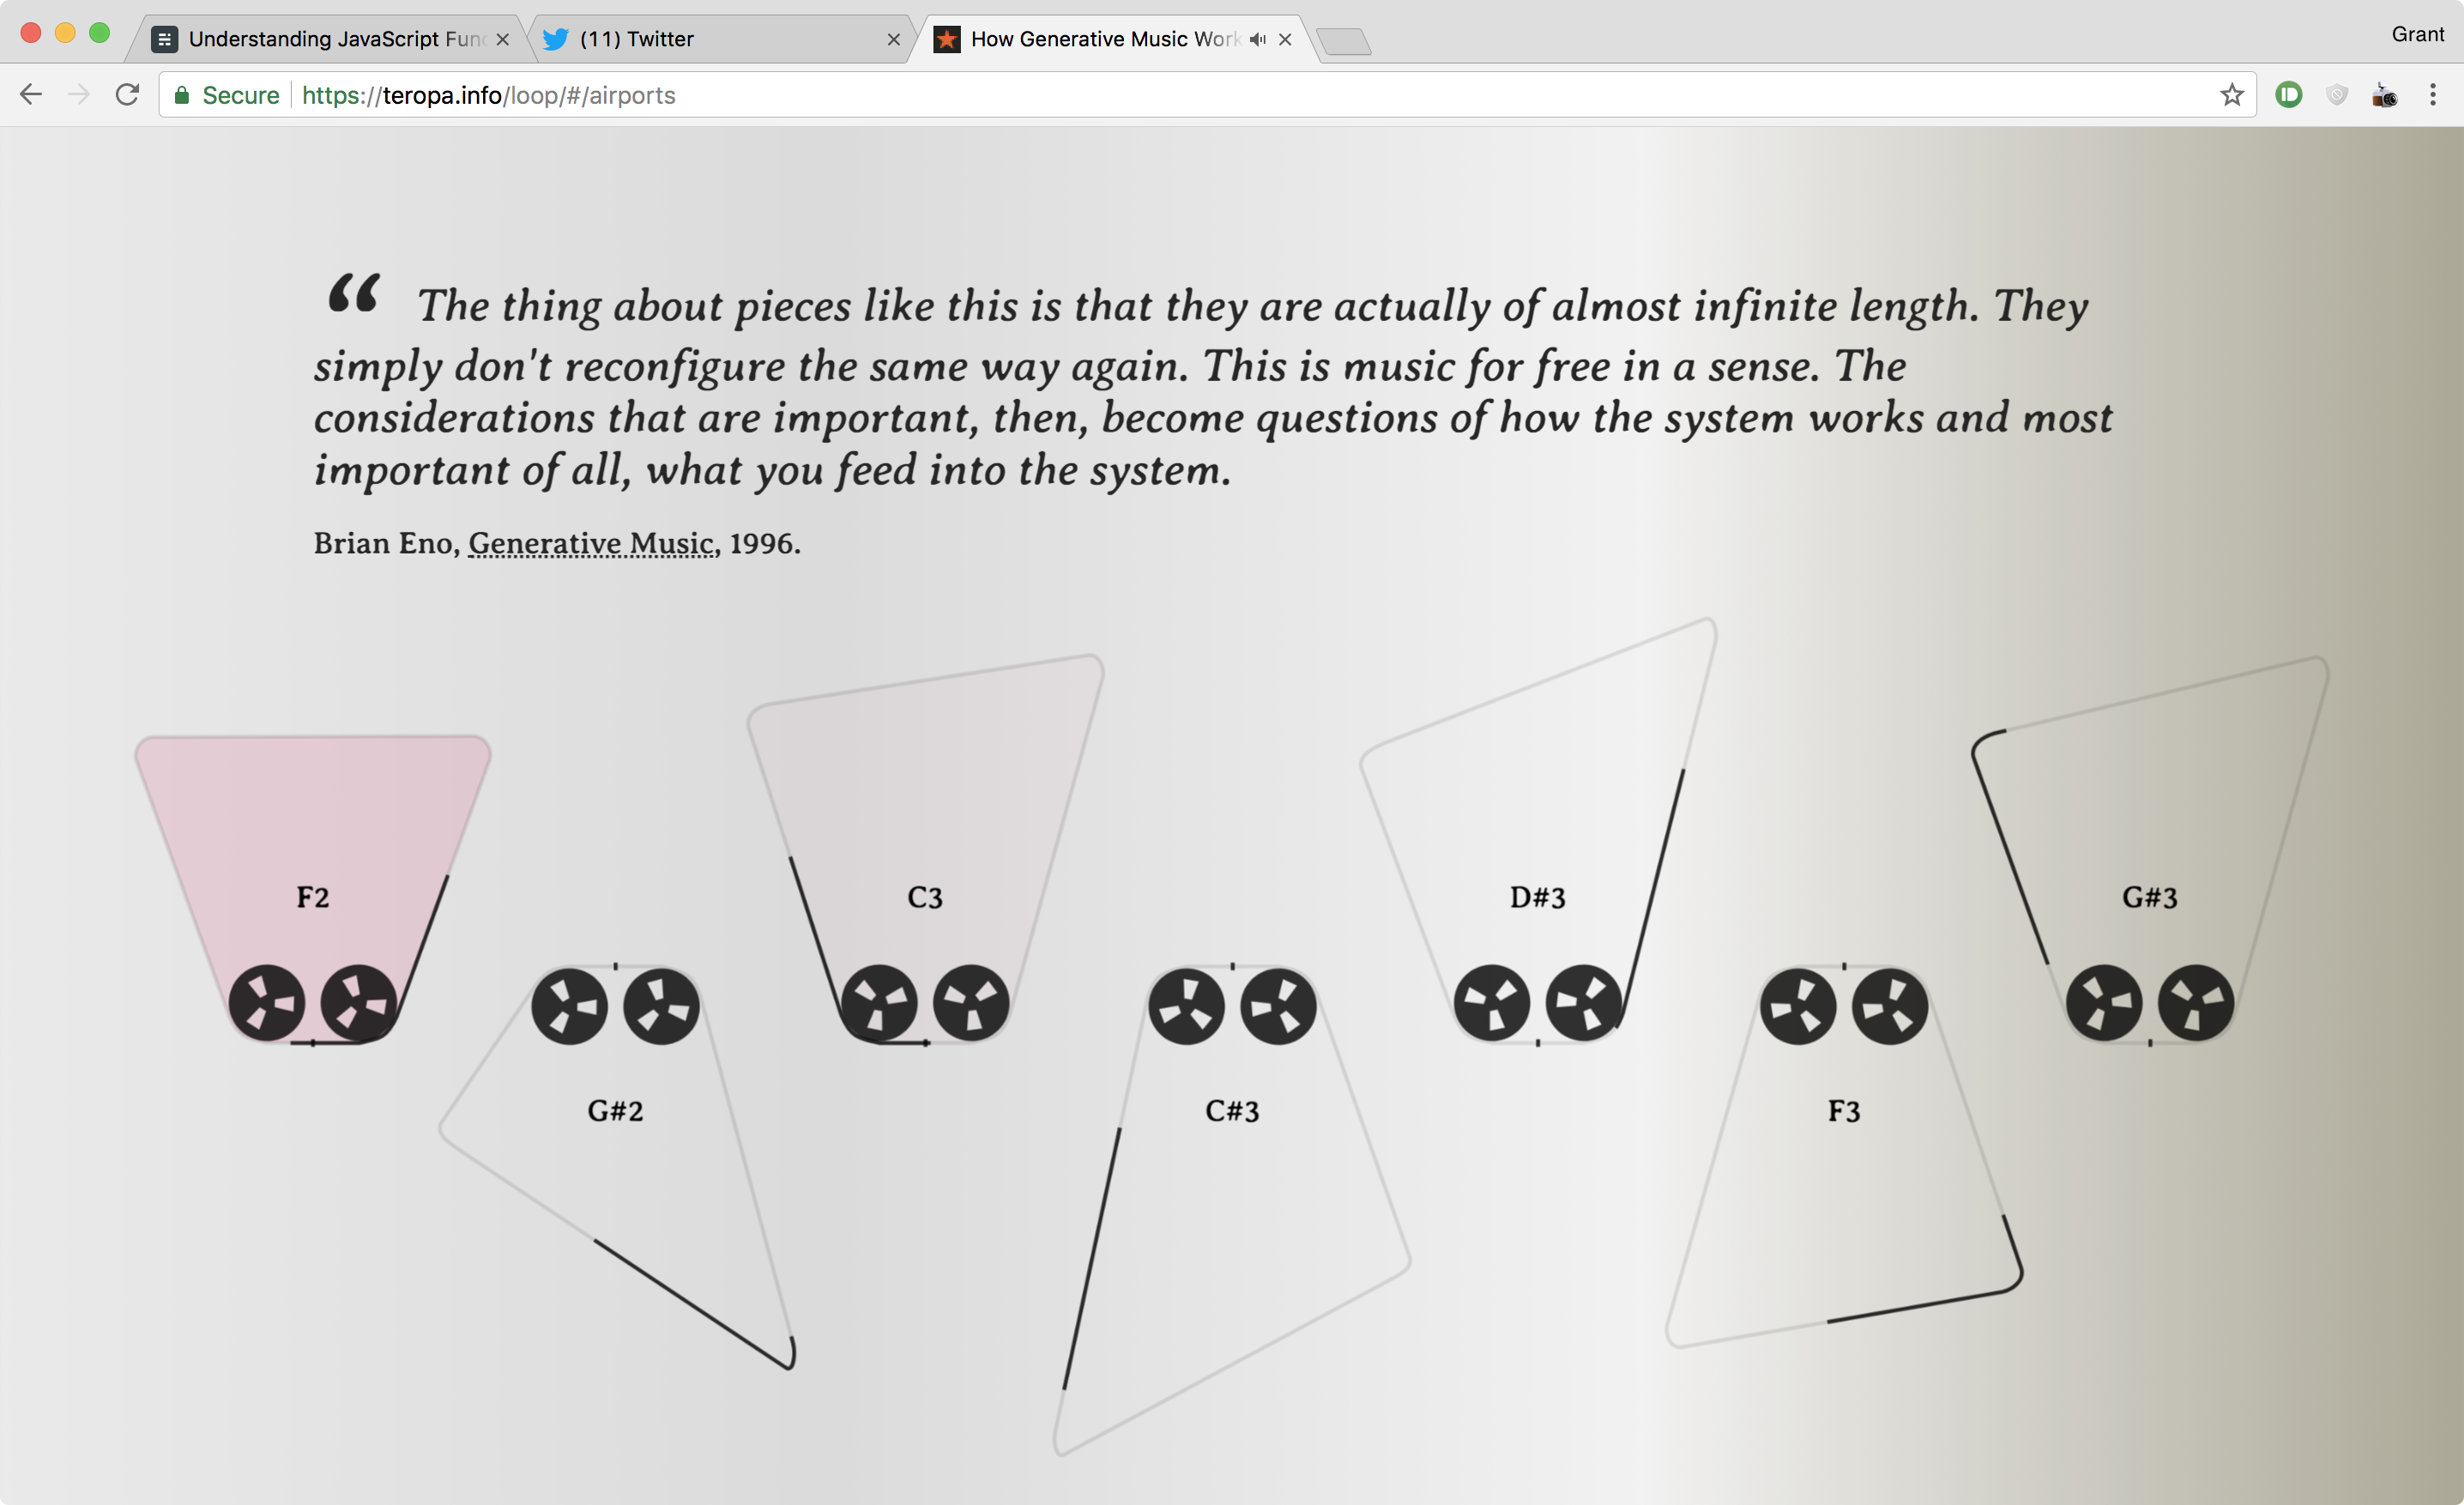 Understanding JavaScript Func
(11) Twitter
How Generative Music Work
Grant
Secure
https://teropa.info/loop/#/airports
“ The thing about pieces like this is that they are actually of almost infinite length. They
simply don't reconfigure the same way again. This is music for free in a sense. The
considerations that are important, then, become questions of how the system works and most
important of all, what you feed into the system.
Brian Eno, Generative Music, 1996.
F2
C3
D#3
G#3
G#2
C#3
F3